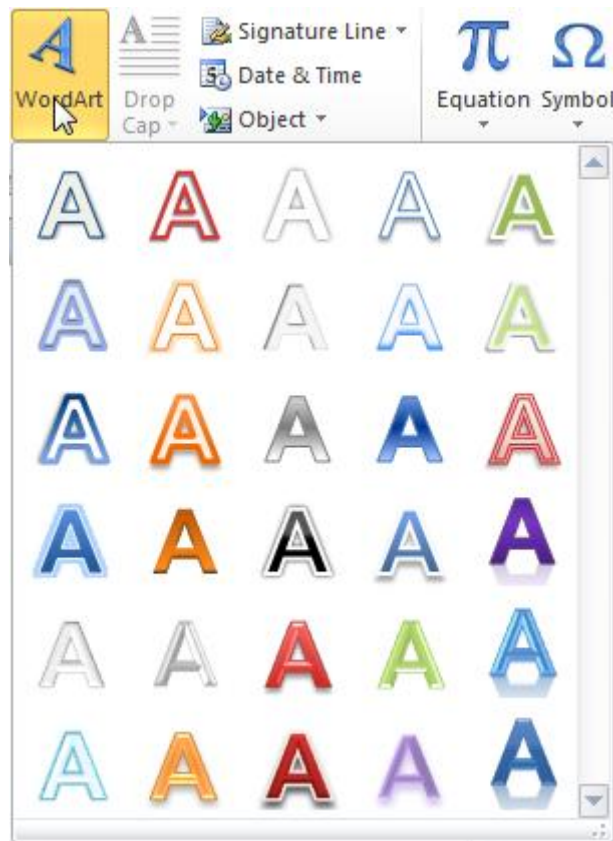 Signature Line
Date & Time
Object
WordArt
Drop
Cap
Equation
Symbol
A A A A A
A A A A A
A A A A A
A A A A A
A A A A A
A A A A A